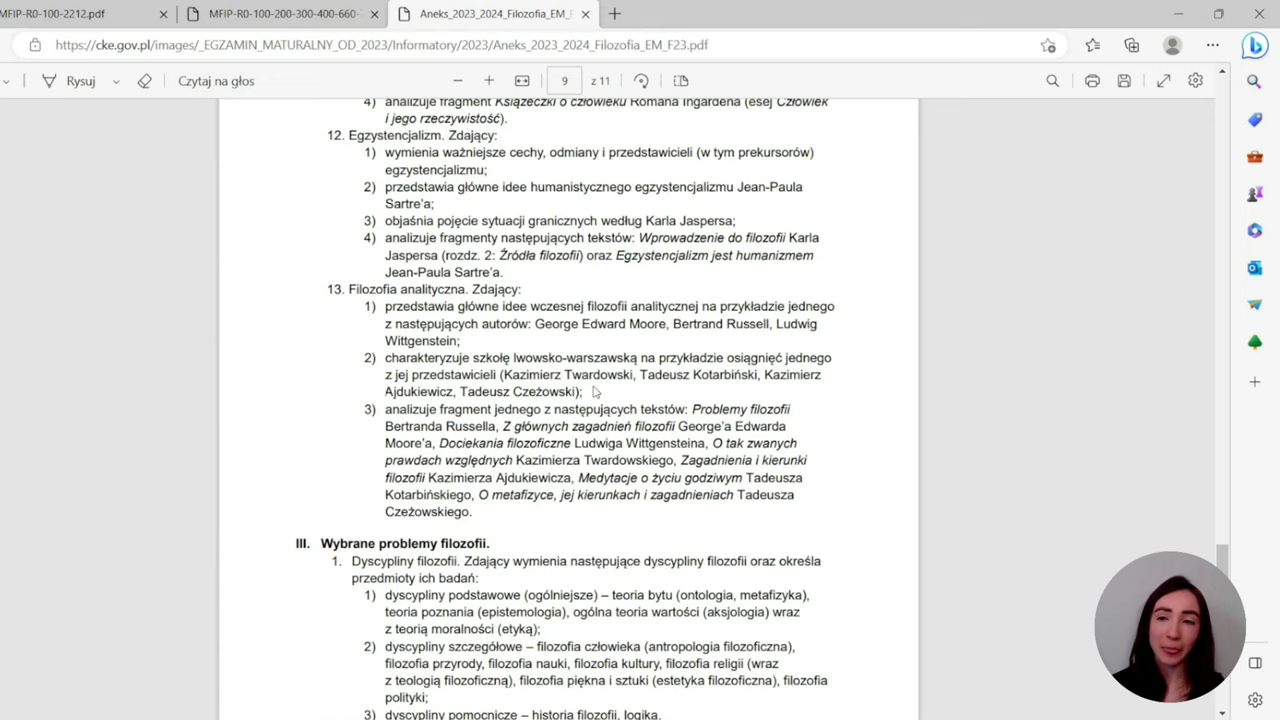 MFIP-R0-100-2212.pdf
MFIP-R0-100-200-300-400-660-
Aneks_2023_2024_Filozofia_EM_F
https://cke.gov.pl/images/_EGZAMIN_MATURALNY_OD_2023/Informatory/2023/Aneks_2023_2024_Filozofia_EM_F23.pdf
Rysuj
Czytaj na głos
9
z 11
4) analizuje fragment Książeczki o człowieku Romana Ingardena (esej Człowiek
i jego rzeczywistość).
12. Egzystencjalizm. Zdający:
1) wymienia ważniejsze cechy, odmiany i przedstawicieli (w tym prekursorów)
egzystencjalizmu;
2) przedstawia główne idee humanistycznego egzystencjalizmu Jean-Paula
Sartre'a;
3) objaśnia pojęcie sytuacji granicznych według Karla Jaspersa;
4) analizuje fragmenty następujących tekstów: Wprowadzenie do filozofii Karla
Jaspersa (rozdz. 2: Źródła filozofii) oraz Egzystencjalizm jest humanizmem
Jean-Paula Sartre'a.
13. Filozofia analityczna. Zdający:
1) przedstawia główne idee wczesnej filozofii analitycznej na przykładzie jednego
z następujących autorów: George Edward Moore, Bertrand Russell, Ludwig
Wittgenstein;
2) charakteryzuje szkołę lwowsko-warszawską na przykładzie osiągnięć jednego
z jej przedstawicieli (Kazimierz Twardowski, Tadeusz Kotarbiński, Kazimierz
Ajdukiewicz, Tadeusz Czeżowski);
3) analizuje fragment jednego z następujących tekstów: Problemy filozofii
Bertranda Russella, Z głównych zagadnień filozofii George'a Edwarda
Moore'a, Dociekania filozoficzne Ludwiga Wittgensteina, O tak zwanych
prawdach względnych Kazimierza Twardowskiego, Zagadnienia i kierunki
filozofii Kazimierza Ajdukiewicza, Medytacje o życiu godziwym Tadeusza
Kotarbińskiego, O metafizyce, jej kierunkach i zagadnieniach Tadeusza
Czeżowskiego.
III. Wybrane problemy filozofii.
1. Dyscypliny filozofii. Zdający wymienia następujące dyscypliny filozofii oraz określa
przedmioty ich badań:
1) dyscypliny podstawowe (ogólniejsze) – teoria bytu (ontologia, metafizyka),
teoria poznania (epistemologia), ogólna teoria wartości (aksjologia) wraz
z teorią moralności (etyką);
2) dyscypliny szczegółowe – filozofia człowieka (antropologia filozoficzna),
filozofia przyrody, filozofia nauki, filozofia kultury, filozofia religii (wraz
z teologią filozoficzną), filozofia piękna i sztuki (estetyka filozoficzna), filozofia
polityki;
3) dyscypliny pomocnicze – historia filozofii, logika.